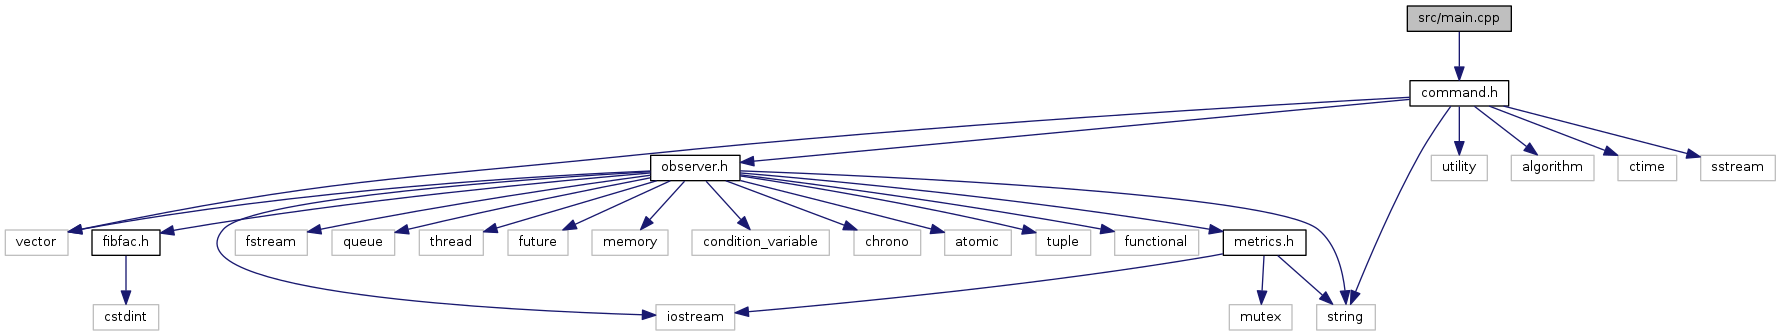 src/main.cpp
command.h
observer.h
utility
algorithm
ctime
sstream
vector
fibfac.h
fstream
queue
thread
future
memory
condition_variable
chrono
atomic
tuple
functional
metrics.h
cstdint
iostream
mutex
string